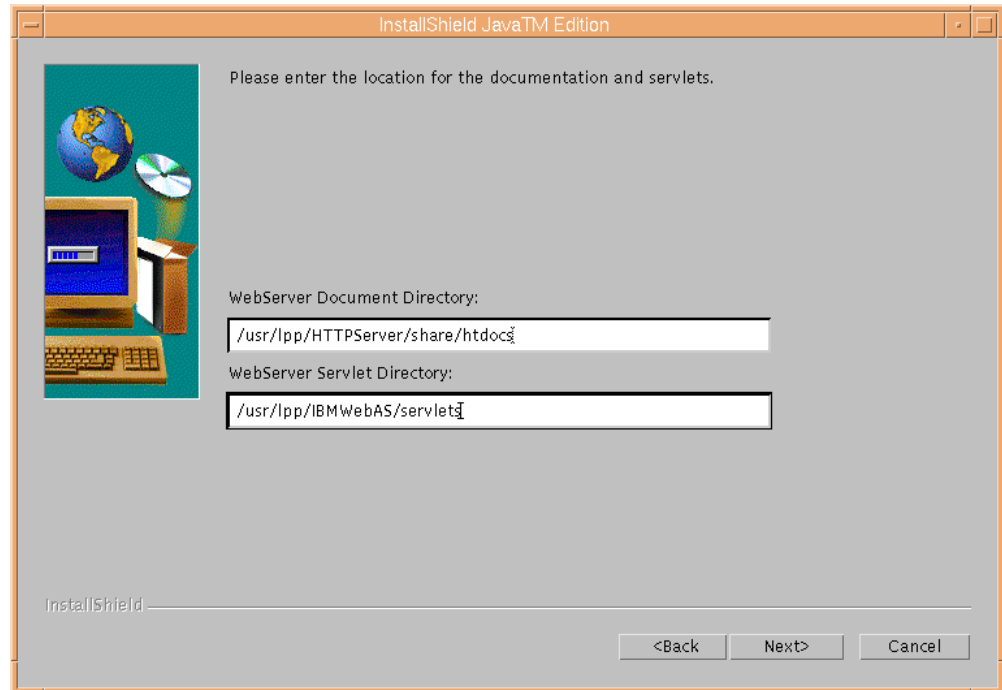 InstallShield JavaTM Edition
Please enter the location for the documentation and servlets.
WebServer Document Directory:
/usr/lpp/HTTPServer/share/htdocs
WebServer Servlet Directory:
/usr/lpp/IBMWebAS/servlets
InstallShield
<Back Next> Cancel